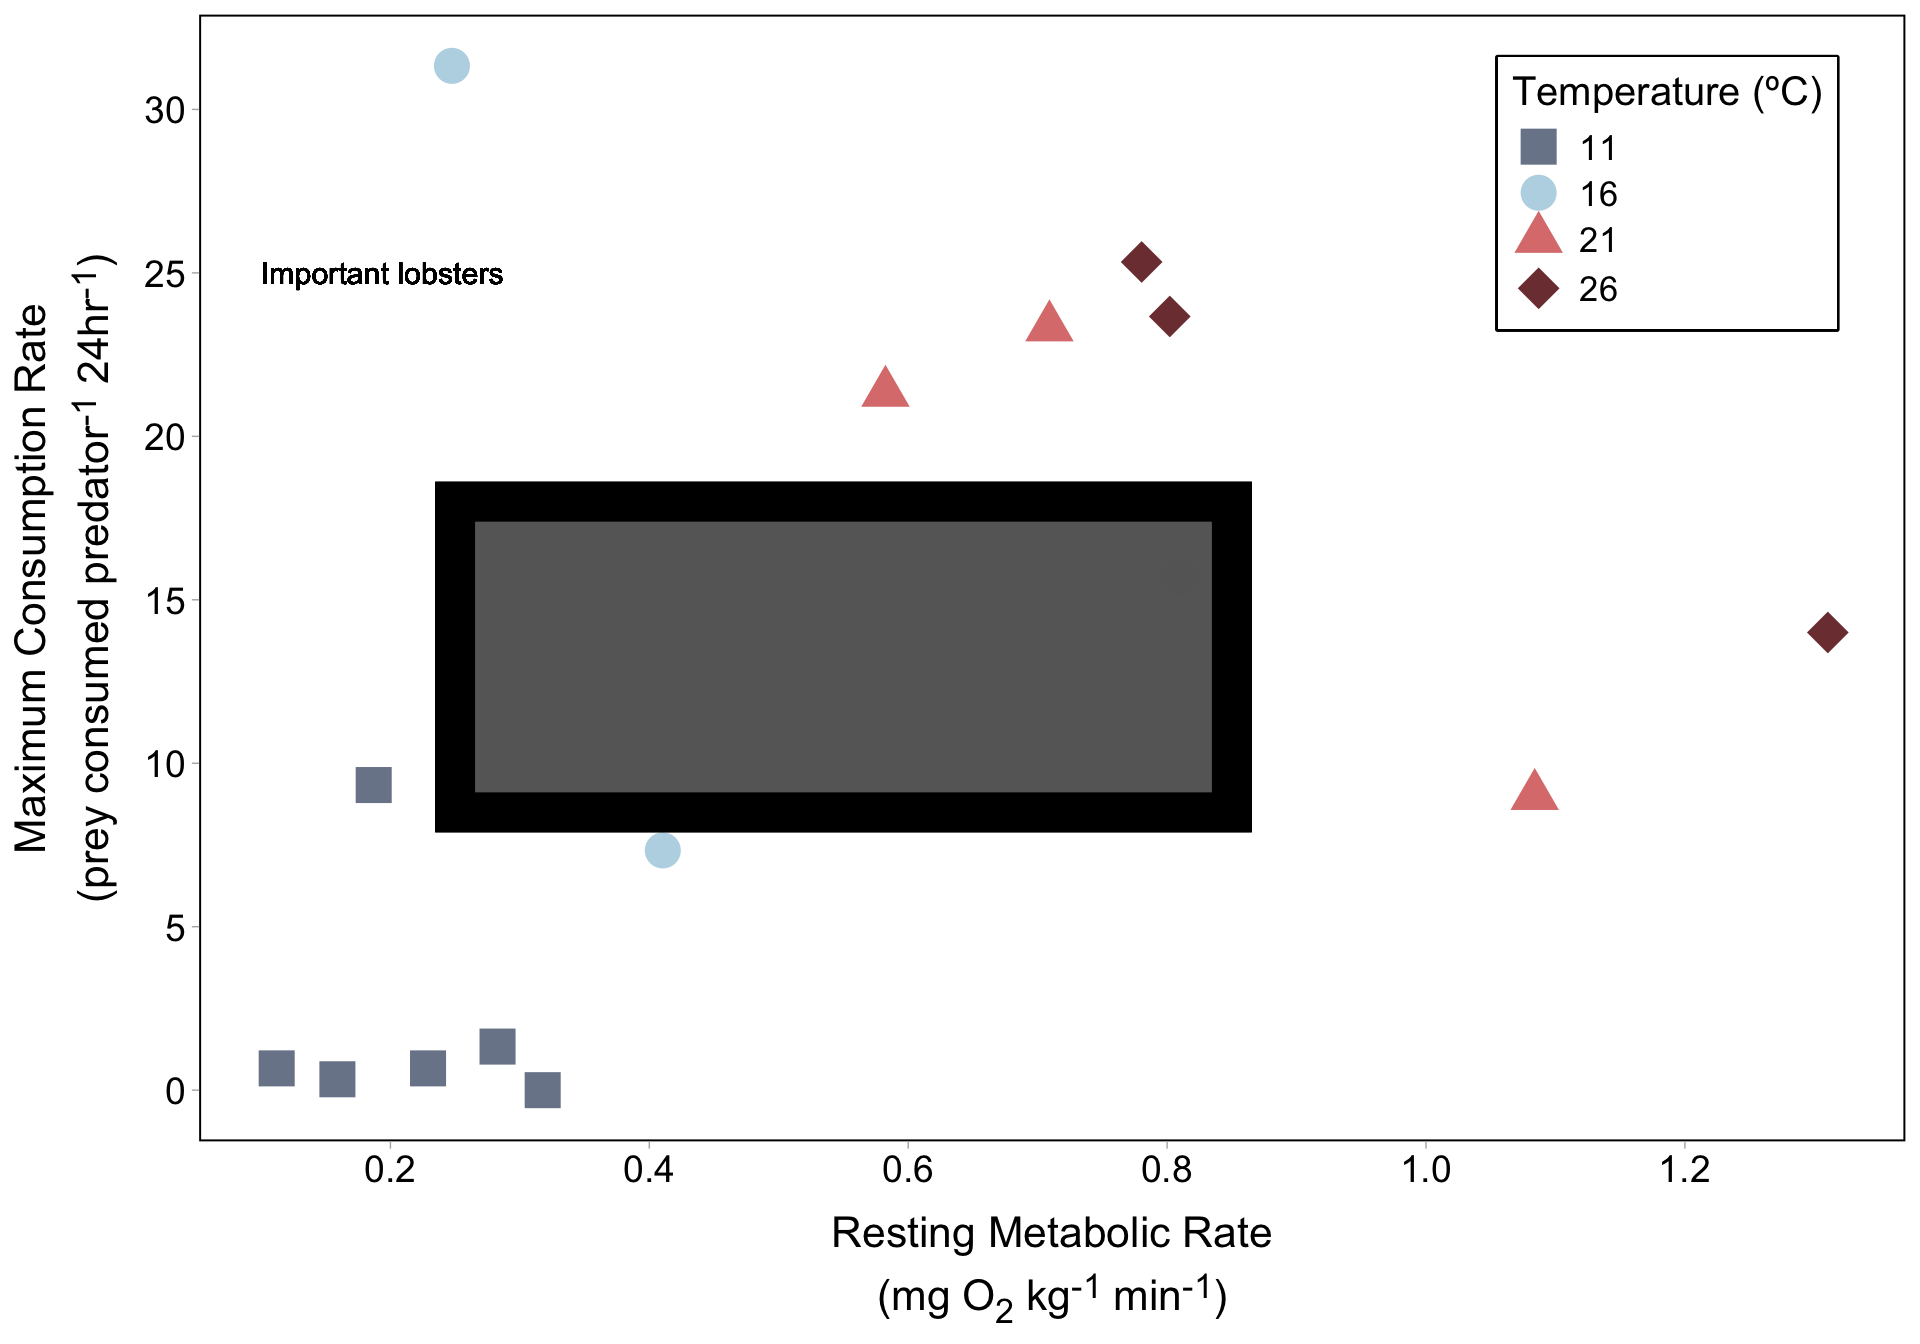 Temperature (ºC)
11
16
21
26
Important lobsters
30
25
20
15
10
5
0
Maximum Consumption Rate
(prey consumed predator⁻¹ 24hr⁻¹)
0.2 0.4 0.6 0.8 1.0 1.2
Resting Metabolic Rate
(mg O₂ kg⁻¹ min⁻¹)